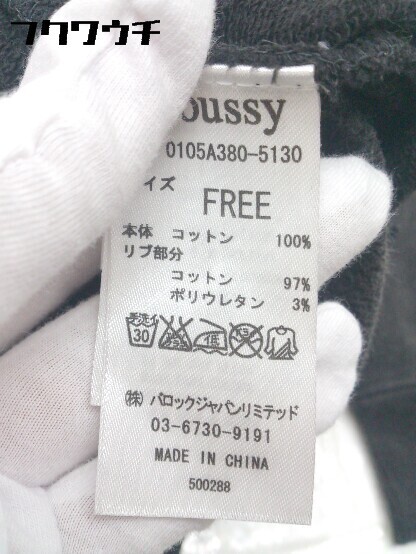 フクワウチ
oussy
0105A380-5130
イズ
FREE
本体 コットン 100%
リブ部分
コットン 97%
ポリウレタン 3%
30 低
㈱ バロックジャパンリミテッド
03-6730-9191
MADE IN CHINA
500288